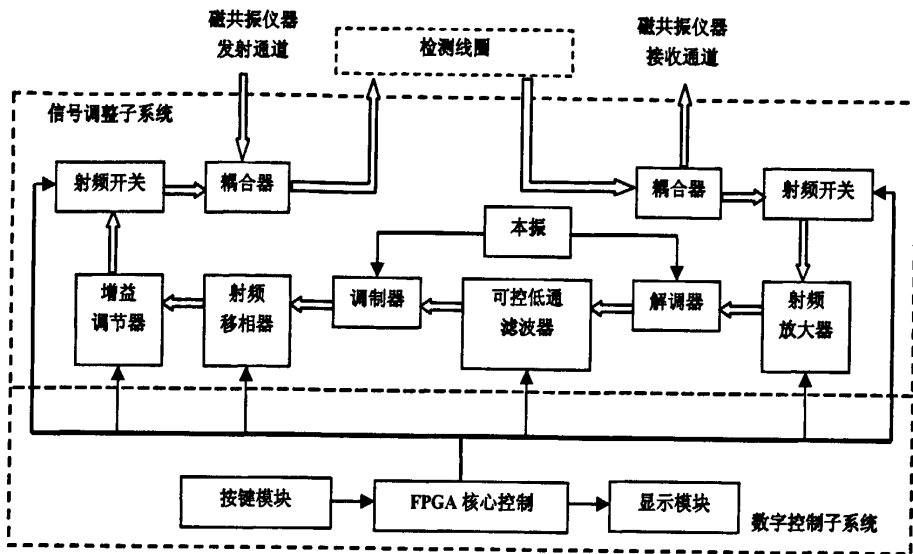 磁共振仪器
发射通道
检测线圈
磁共振仪器
接收通道
信号调整子系统
射频开关
耦合器
耦合器
射频开关
本振
增益
调节器
射频
移相器
调制器
可控低通
滤波器
解调器
射频
放大器
按键模块
FPGA 核心控制
显示模块
数字控制子系统